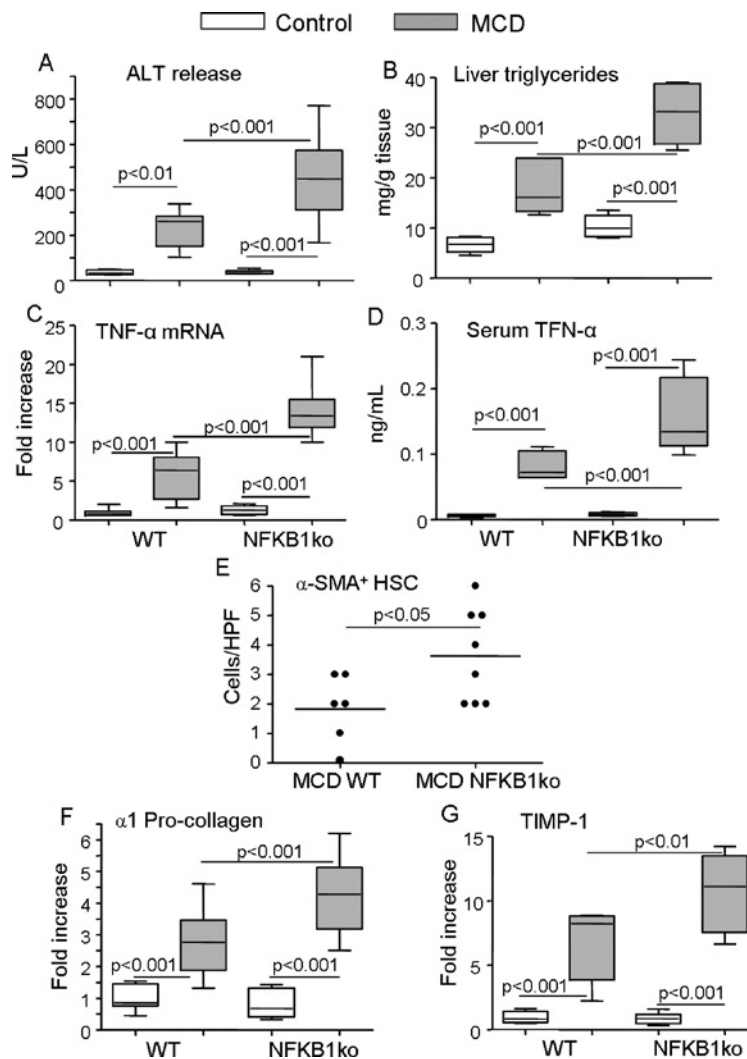 Control MCD
A ALT release
U/L
800
600
400
200
0
p<0.01
p<0.001
p<0.001
B Liver triglycerides
mg/g tissue
40
30
20
10
0
p<0.001
p<0.001
p<0.001
C TNF-α mRNA
Fold increase
25
20
15
10
5
0
p<0.001
p<0.001
p<0.001
WT NFKB1ko
D Serum TFN-α
ng/mL
0.3
0.2
0.1
0
p<0.001
p<0.001
p<0.001
WT NFKB1ko
E α-SMA⁺ HSC
Cells/HPF
6
5
4
3
2
1
0
p<0.05
MCD WT MCD NFKB1ko
F α1 Pro-collagen
Fold increase
6
5
4
3
2
1
0
p<0.001
p<0.001
p<0.001
WT NFKB1ko
G TIMP-1
Fold increase
15
10
5
0
p<0.01
p<0.001
p<0.001
WT NFKB1ko